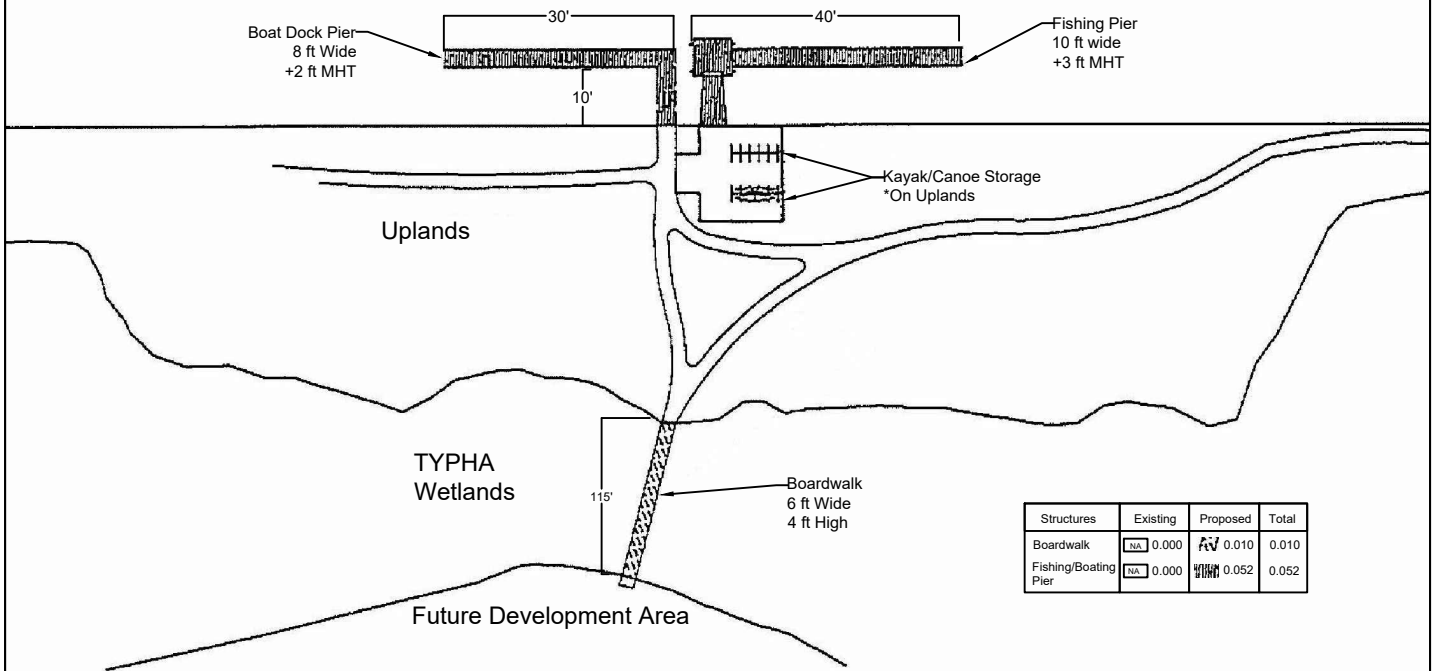 30'
40'
Boat Dock Pier
8 ft Wide
+2 ft MHT
Fishing Pier
10 ft wide
+3 ft MHT
10'
Kayak/Canoe Storage
*On Uplands
Uplands
TYPHA
Wetlands
115'
Boardwalk
6 ft Wide
4 ft High
Structures Existing Proposed Total
Boardwalk NA 0.000 0.010 0.010
Fishing/Boating
Pier NA 0.000 0.052 0.052
Future Development Area